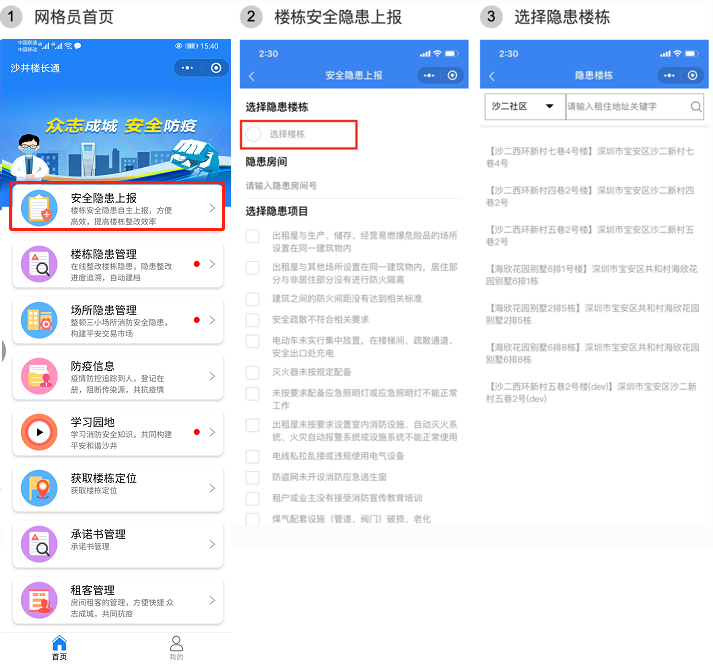 1 网格员首页
中国联通
中国移动
15:40
沙井楼长通
众志成城 安全防疫
安全隐患上报
楼栋安全隐患自主上报，方便
高效，提高楼栋整改效率
楼栋隐患管理
在线整改楼栋隐患，隐患整改
进度追溯，自动建档
场所隐患管理
整顿三小场所消防安全隐患，
构建平安交易市场
防疫信息
疫情防控追踪到人，登记在
册，阻断传染源，共抗疫情
学习园地
学习消防安全知识，共同构建
平安和谐沙井
获取楼栋定位
获取楼栋定位
承诺书管理
承诺书管理
租客管理
房间租客的管理，方便快捷 众
志成城，共同抗疫
首页
我的
2 楼栋安全隐患上报
2:30
安全隐患上报
选择隐患楼栋
选择楼栋
隐患房间
请输入隐患房间号
选择隐患项目
出租屋与生产、储存、经营易燃爆危险品的场所
设置在同一建筑物内
出租屋与其他场所设置在同一建筑物内，居住部
分与非居住部分没有进行防火隔离
建筑之间的防火间距没有达到相关标准
安全疏散不符合相关要求
电动车未实行集中放置，在楼梯间、疏散通道、
安全出口处充电
灭火器未按规定配备
未按要求配备应急照明灯或应急照明灯不能正常
工作
出租屋未按要求设置室内消防设施、自动灭火系
统、火灾自动报警系统或设施系统不能正常使用
电线私拉乱接或违规使用电气设备
防盗网未开设消防应急逃生窗
租户或业主没有接受消防宣传教育培训
煤气配套设施（管道、阀门）破损、老化
3 选择隐患楼栋
2:30
隐患楼栋
沙二社区
请输入租住地址关键字
【沙二西环新村七巷4号楼】深圳市宝安区沙二新村七
巷4号
【沙二西环新村四巷2号楼】深圳市宝安区沙二新村四
巷2号
【沙二西环新村五巷2号楼】深圳市宝安区沙二新村五
巷2号
【海欣花园别墅6排1号楼】深圳市宝安区共和村海欣花
园别墅6排1号
【海欣花园别墅2排5栋】深圳市宝安区共和村海欣花园
别墅2排5栋
【海欣花园别墅6排8栋】深圳市宝安区共和村海欣花园
别墅6排8栋
【沙二西环新村五巷2号楼(dev)】深圳市宝安区沙二新
村五巷2号(dev)